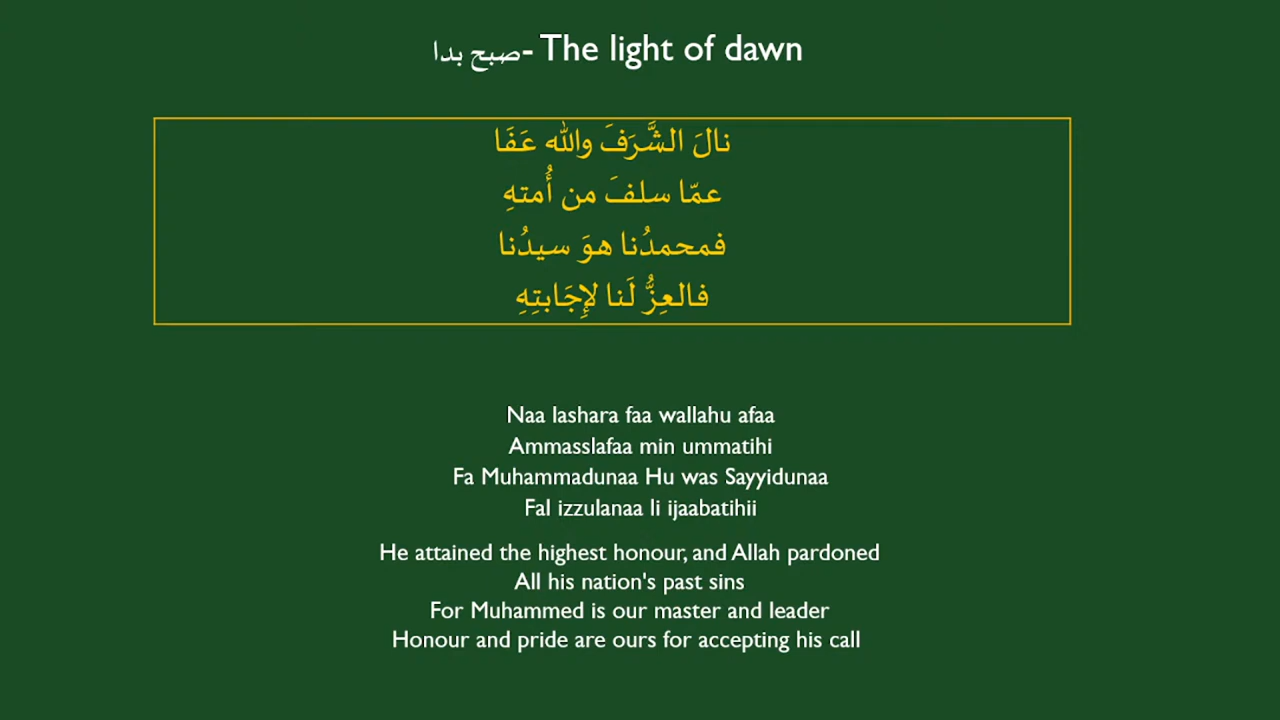 صبح بدا- The light of dawn
نالَ الشَّرَفَ والله عَفَا
عمّا سلفَ من أُمتهِ
فمحمدُنا هوَ سيدُنا
فالعِزُّ لَنا لإِجَابتِهِ
Naa lashara faa wallahu afaa
Ammasslafaa min ummatihi
Fa Muhammadunaa Hu was Sayyidunaa
Fal izzulanaa li ijaabatihii
He attained the highest honour, and Allah pardoned
All his nation's past sins
For Muhammed is our master and leader
Honour and pride are ours for accepting his call